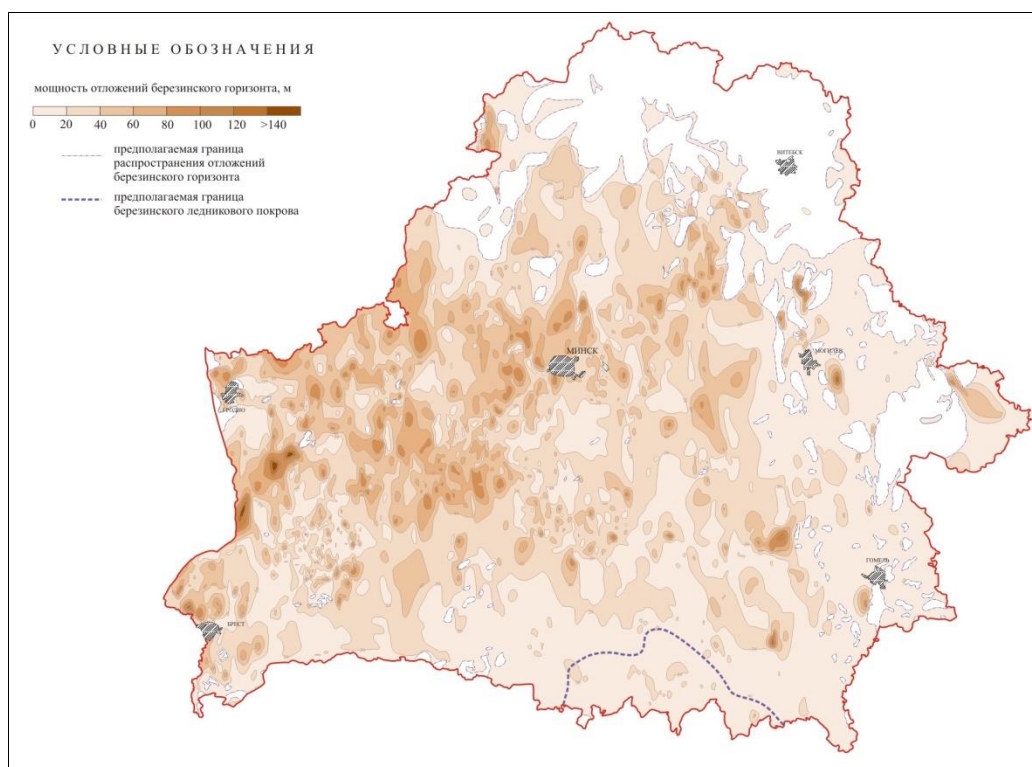 УСЛОВНЫЕ ОБОЗНАЧЕНИЯ
мощность отложений березинского горизонта, м
0 20 40 60 80 100 120 >140
предполагаемая граница
распространения отложений
березинского горизонта
предполагаемая граница
березинского ледникового покрова
ВИТЕБСК
МИНСК
МОГИЛЕВ
ГРОДНО
ГОМЕЛЬ
БРЕСТ